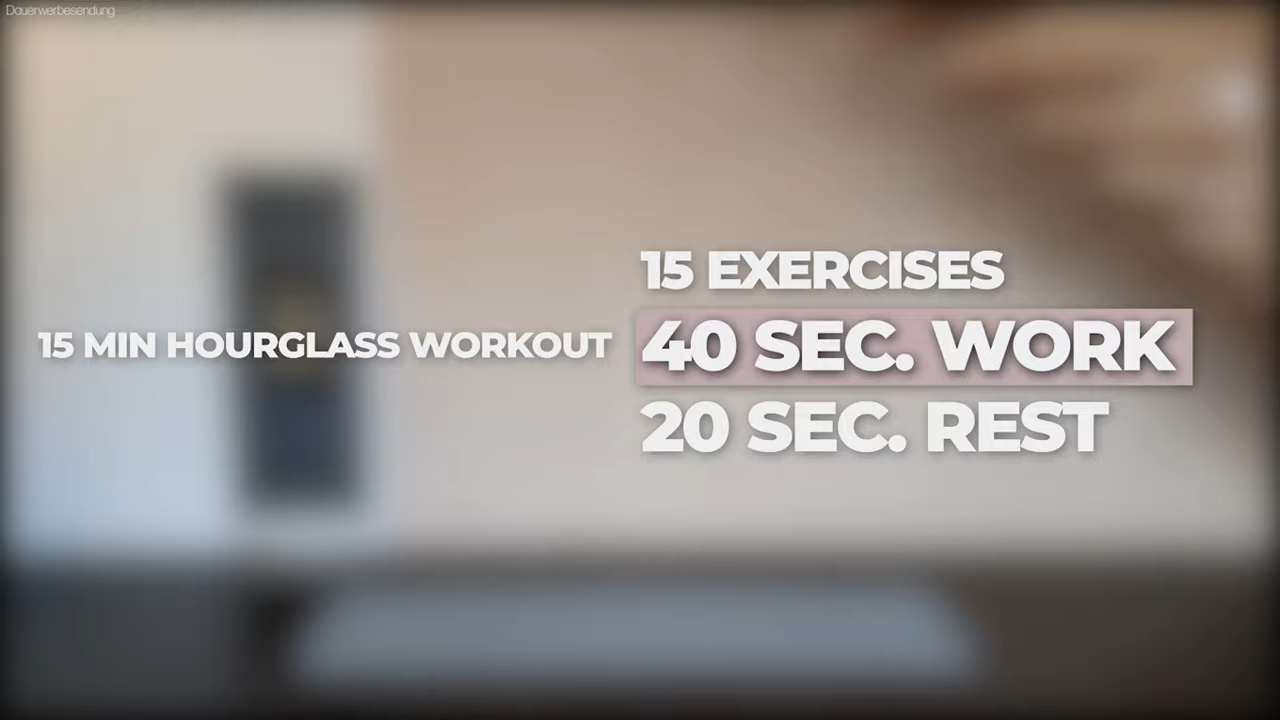 Dauerwerbesendung
15 MIN HOURGLASS WORKOUT
15 EXERCISES
40 SEC. WORK
20 SEC. REST